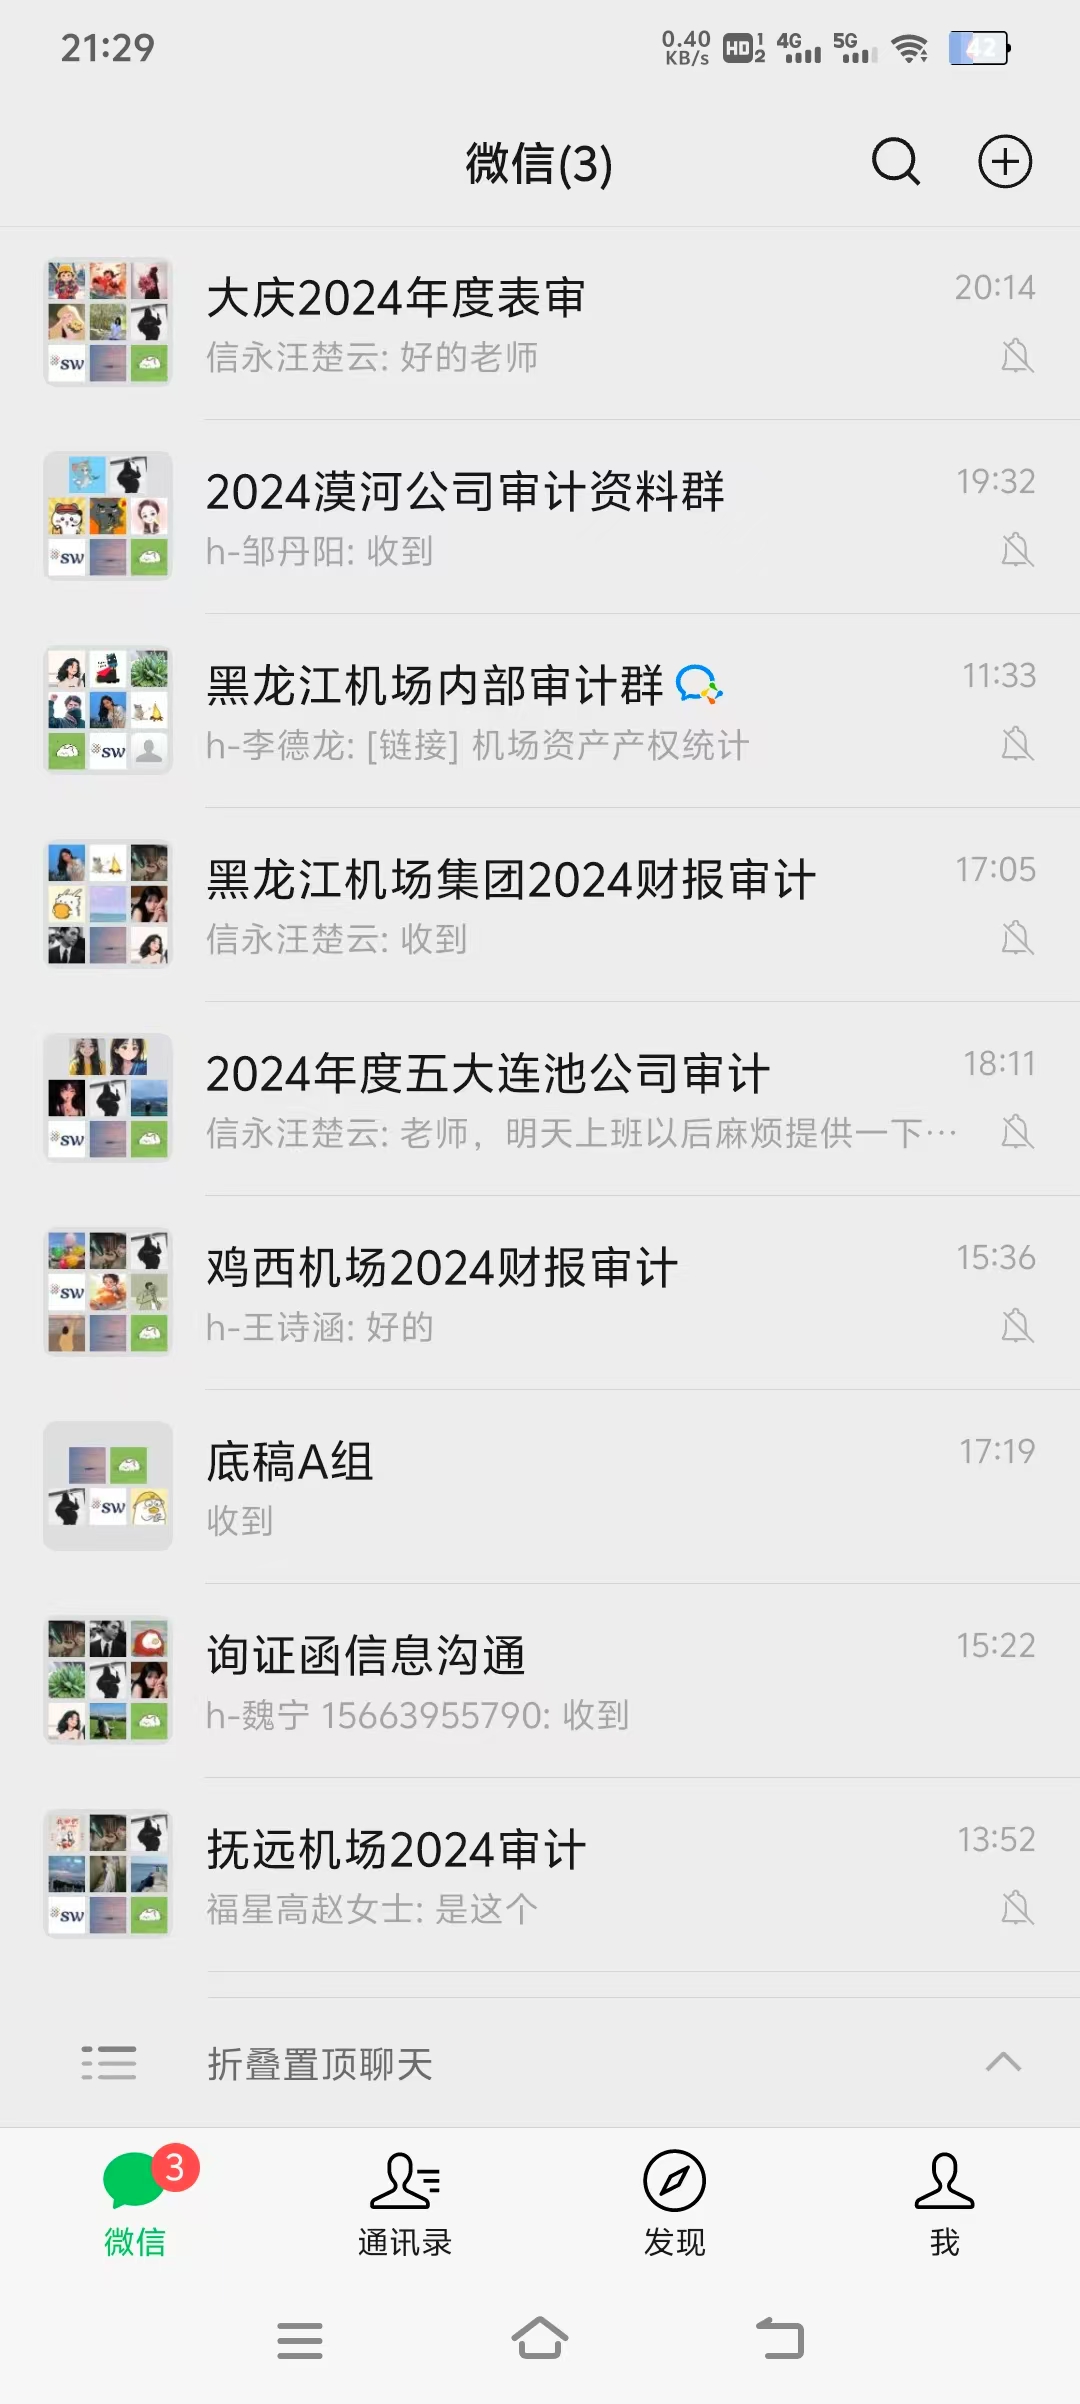 21:29
0.40 KB/s HD 1 2 4G 5G 42
微信(3)
大庆2024年度表审
20:14
信永汪楚云: 好的老师
2024漠河公司审计资料群
19:32
h-邹丹阳: 收到
黑龙江机场内部审计群
11:33
h-李德龙: [链接] 机场资产产权统计
黑龙江机场集团2024财报审计
17:05
信永汪楚云: 收到
2024年度五大连池公司审计
18:11
信永汪楚云: 老师，明天上班以后麻烦提供一下…
鸡西机场2024财报审计
15:36
h-王诗涵: 好的
底稿A组
17:19
收到
询证函信息沟通
15:22
h-魏宁 15663955790: 收到
抚远机场2024审计
13:52
福星高赵女士: 是这个
折叠置顶聊天
3
微信
通讯录
发现
我